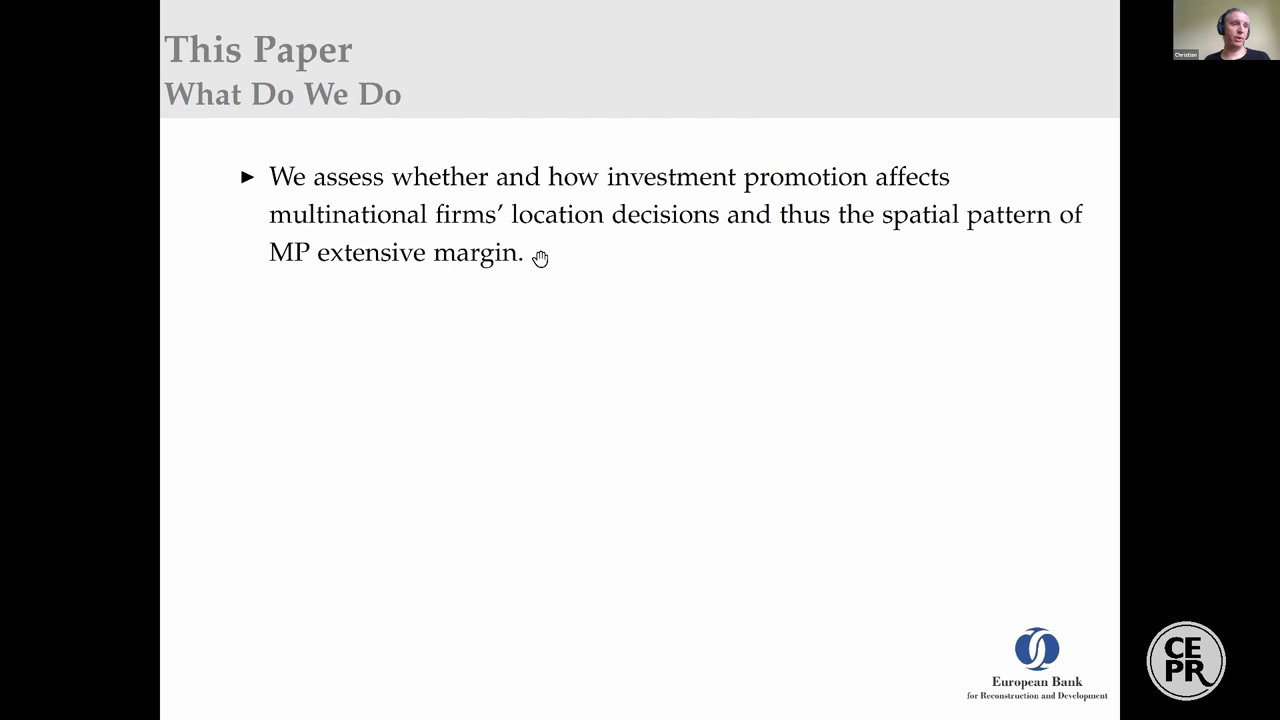 This Paper
What Do We Do
Christian
► We assess whether and how investment promotion affects
multinational firms’ location decisions and thus the spatial pattern of
MP extensive margin.
European Bank
for Reconstruction and Development
CE
PR